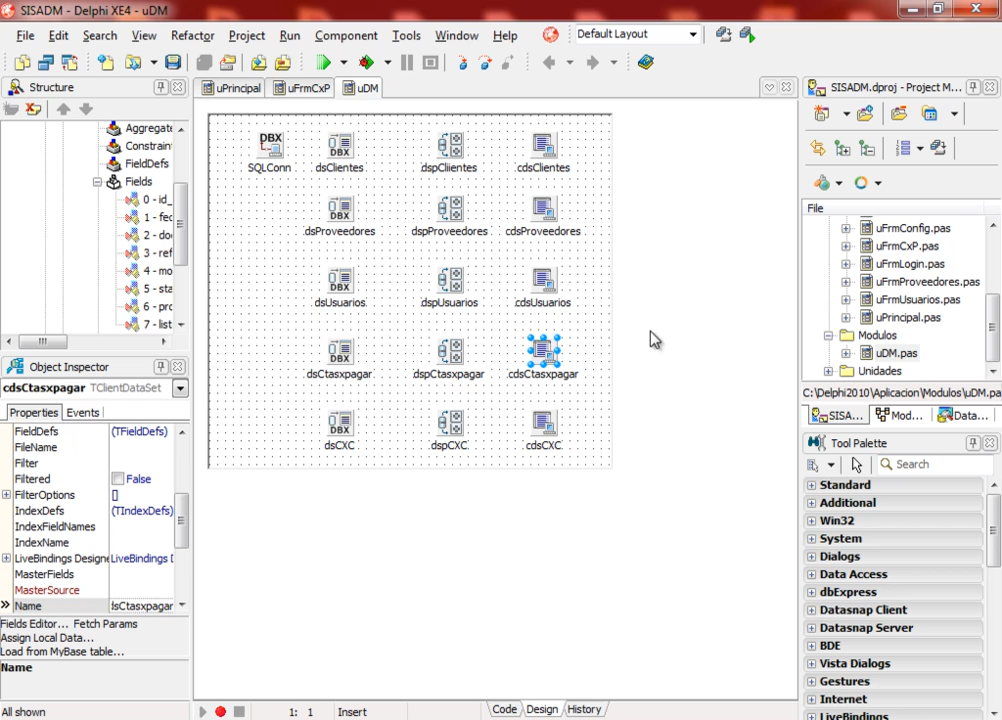 SISADM - Delphi XE4 - uDM
File Edit Search View Refactor Project Run Component Tools Window Help
Default Layout
Structure
Aggregate
Constrain
FieldDefs
Fields
0 - id_
1 - fec
2 - doc
3 - ref
4 - mo
5 - sta
6 - pro
7 - list
Object Inspector
cdsCtasxpagar TClientDataSet
Properties Events
FieldDefs (TFieldDefs)
FileName
Filter
Filtered False
FilterOptions []
IndexDefs (TIndexDefs)
IndexFieldNames
IndexName
LiveBindings Designe LiveBindings D
MasterFields
MasterSource
Name lsCtasxpagar
Fields Editor... Fetch Params
Assign Local Data...
Load from MyBase table...
Name
All shown
uPrincipal uFrmCxP uDM
DBX
SQLConn
DBX
dsClientes dspClientes cdsClientes
DBX
dsProveedores dspProveedores cdsProveedores
DBX
dsUsuarios dspUsuarios cdsUsuarios
DBX
dsCtasxpagar dspCtasxpagar cdsCtasxpagar
DBX
dsCXC dspCXC cdsCXC
1: 1 Insert
Code Design History
SISADM.dproj - Project M...
File
uFrmConfig.pas
uFrmCxP.pas
uFrmLogin.pas
uFrmProveedores.pas
uFrmUsuarios.pas
uPrincipal.pas
Modulos
uDM.pas
Unidades
C:\Delphi2010\Aplicacion\Modulos\uDM.pa
SISA... Mod... Data...
Tool Palette
Search
Standard
Additional
Win32
System
Dialogs
Data Access
dbExpress
Datasnap Client
Datasnap Server
BDE
Vista Dialogs
Gestures
Internet
LiveBindings